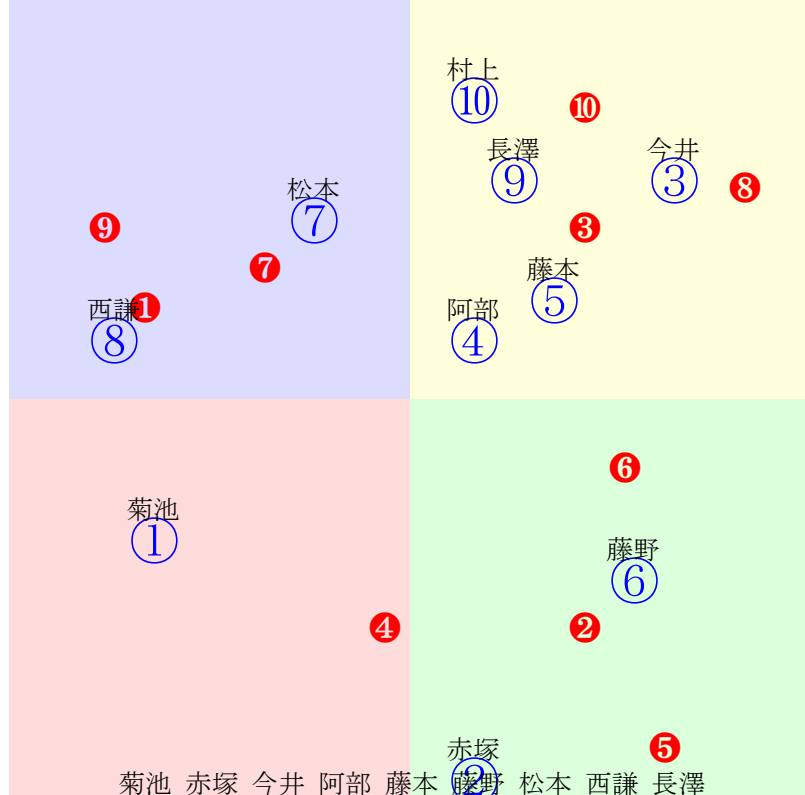 村上
⑩
❿
長澤
今井
⑨
③
❽
松本
⑦
❾
❸
❼
藤本
⑤
西謙
❶
阿部
⑧
④
❻
菊池
①
藤野
⑥
❹
❷
赤塚
❺
②
菊池 赤塚 今井 阿部 藤本 藤野 松本 西謙 長澤